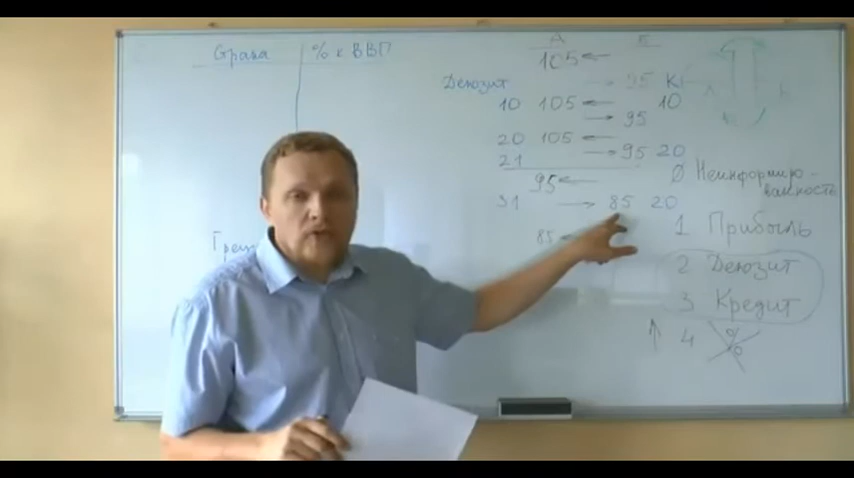 Страна % к ВВП
А Б
105 ←
Депозит → 95 К
10 105 ← 10
→ 95
20 105 ←
21 → 95 20
95 ← 0 Неинформиро-
ванность
31 → 85 20
1 Прибыль
85 ←
2 Депозит
3 Кредит
↑ 4 %